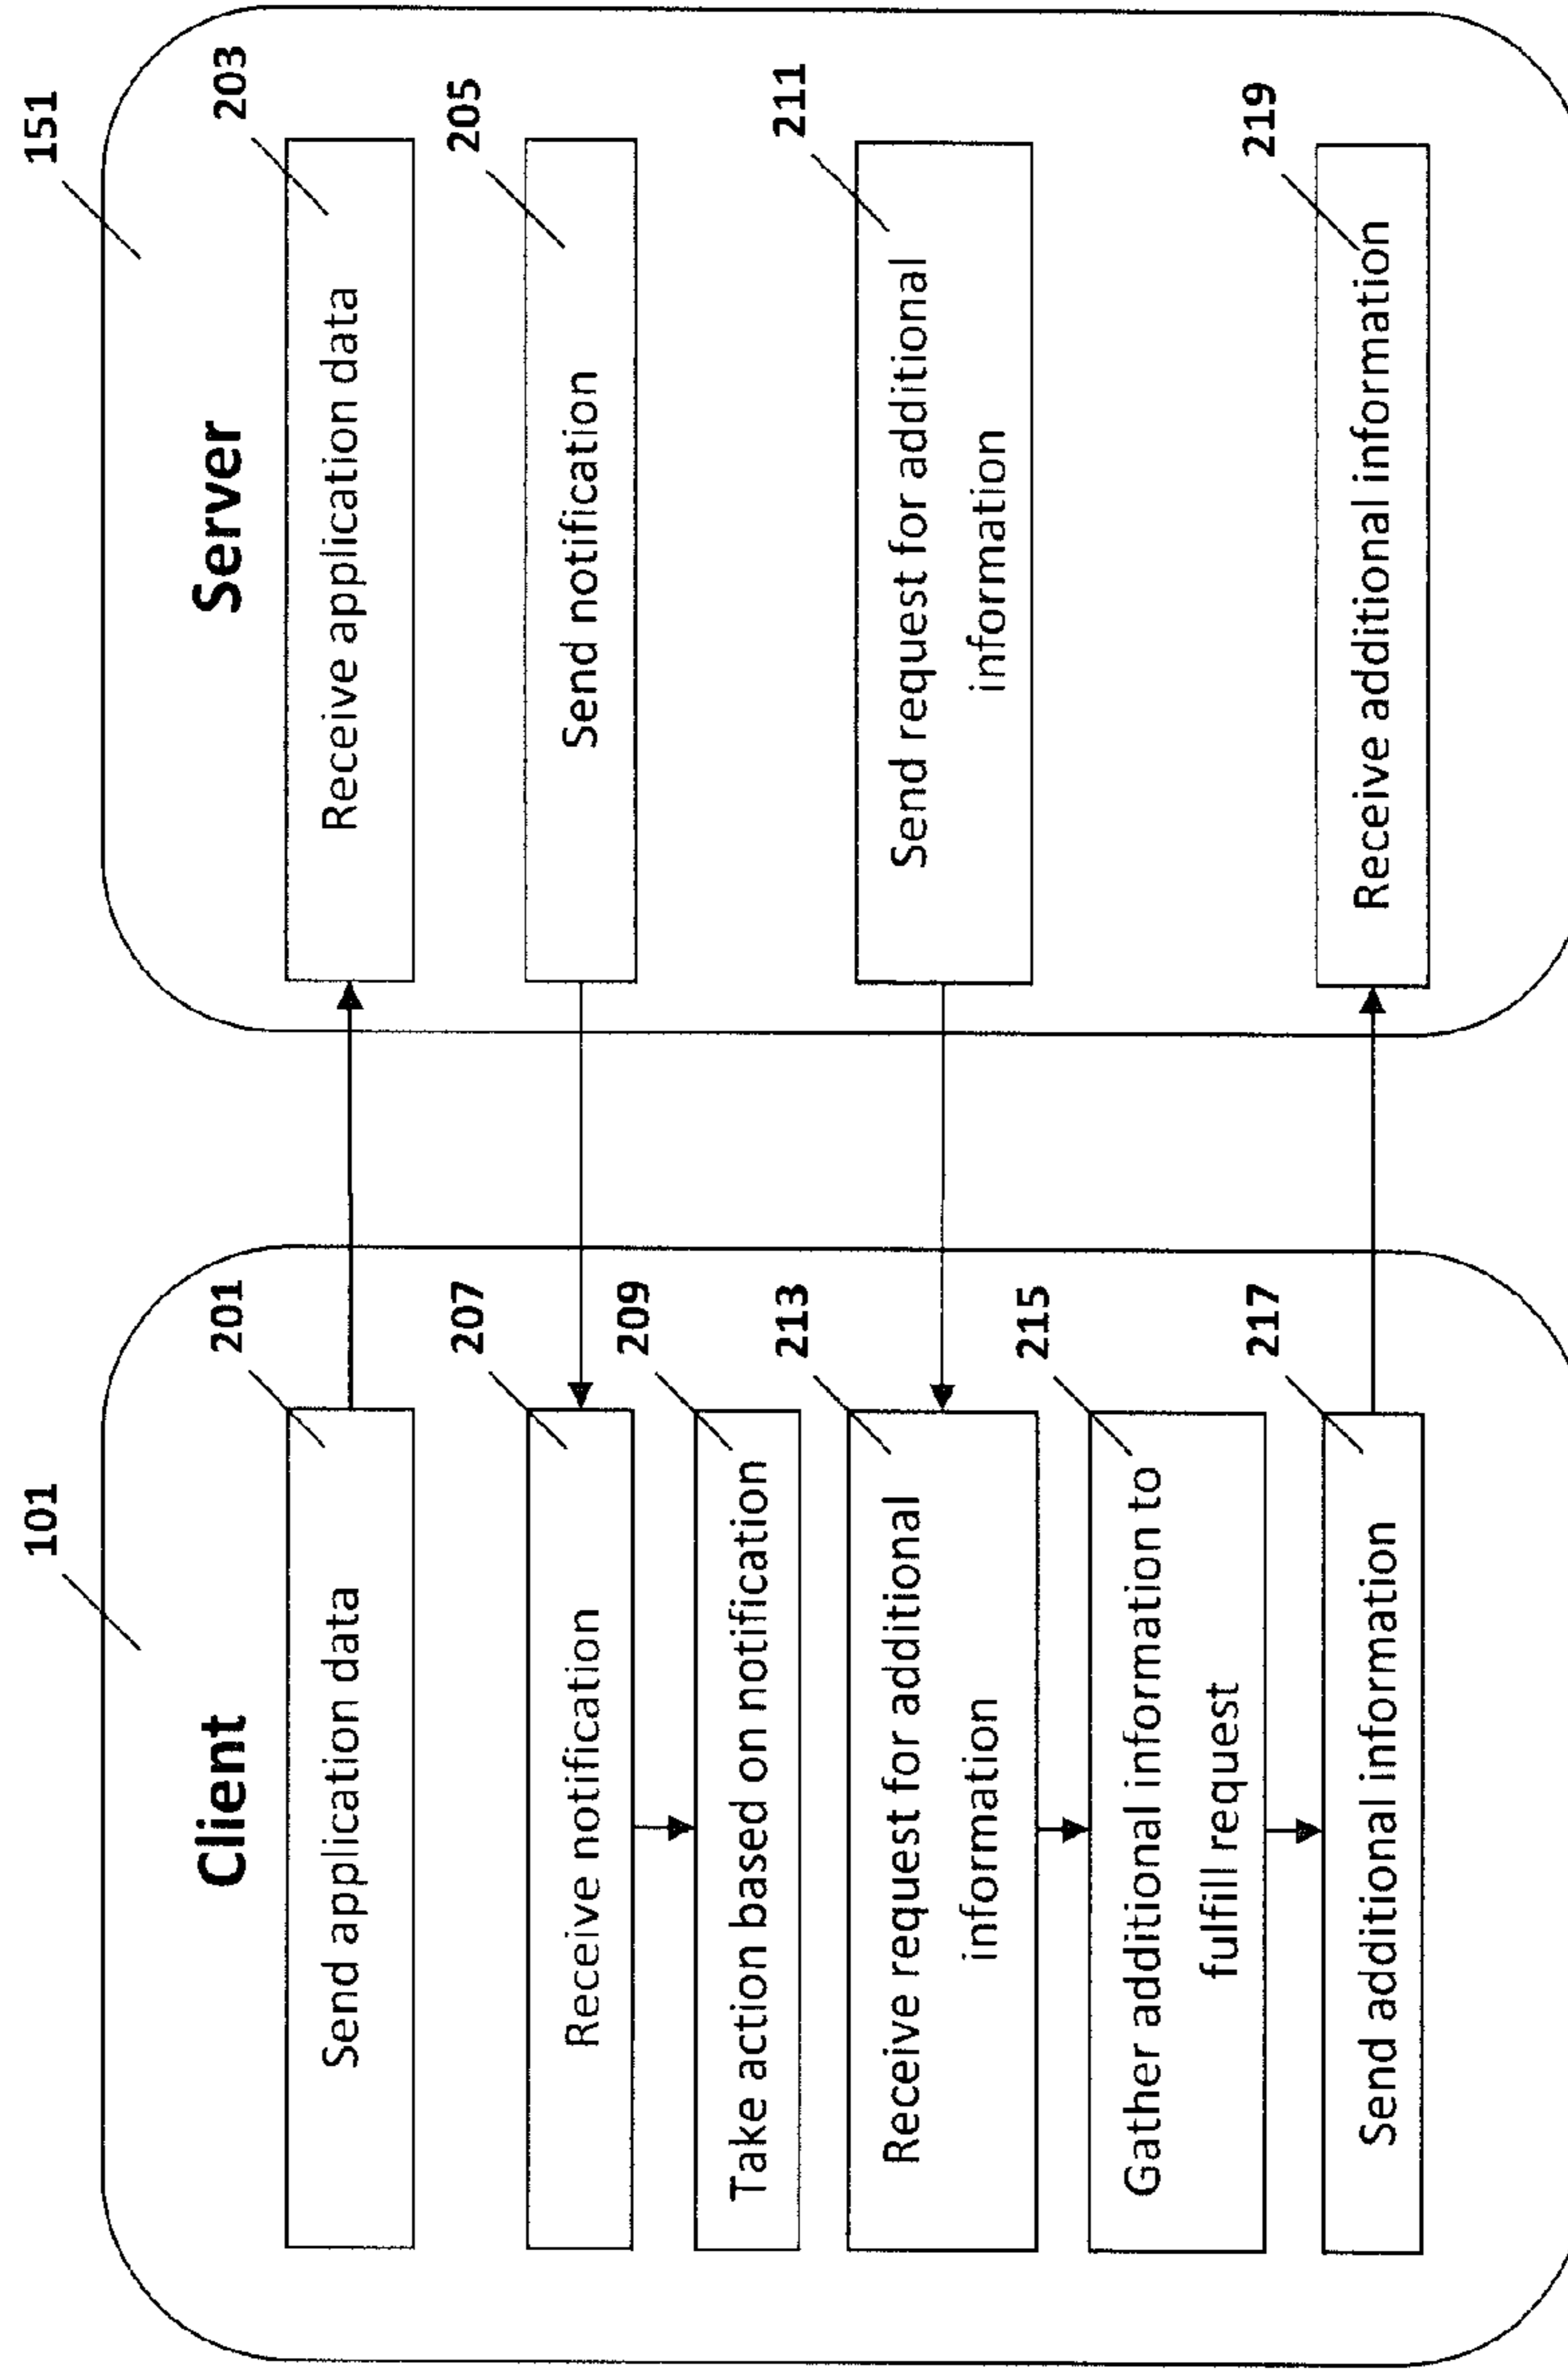 101
Client
201
Send application data
207
Receive notification
209
Take action based on notification
213
Receive request for additional
information
215
Gather additional information to
fulfill request
217
Send additional information
151
Server
203
Receive application data
205
Send notification
211
Send request for additional
information
219
Receive additional information